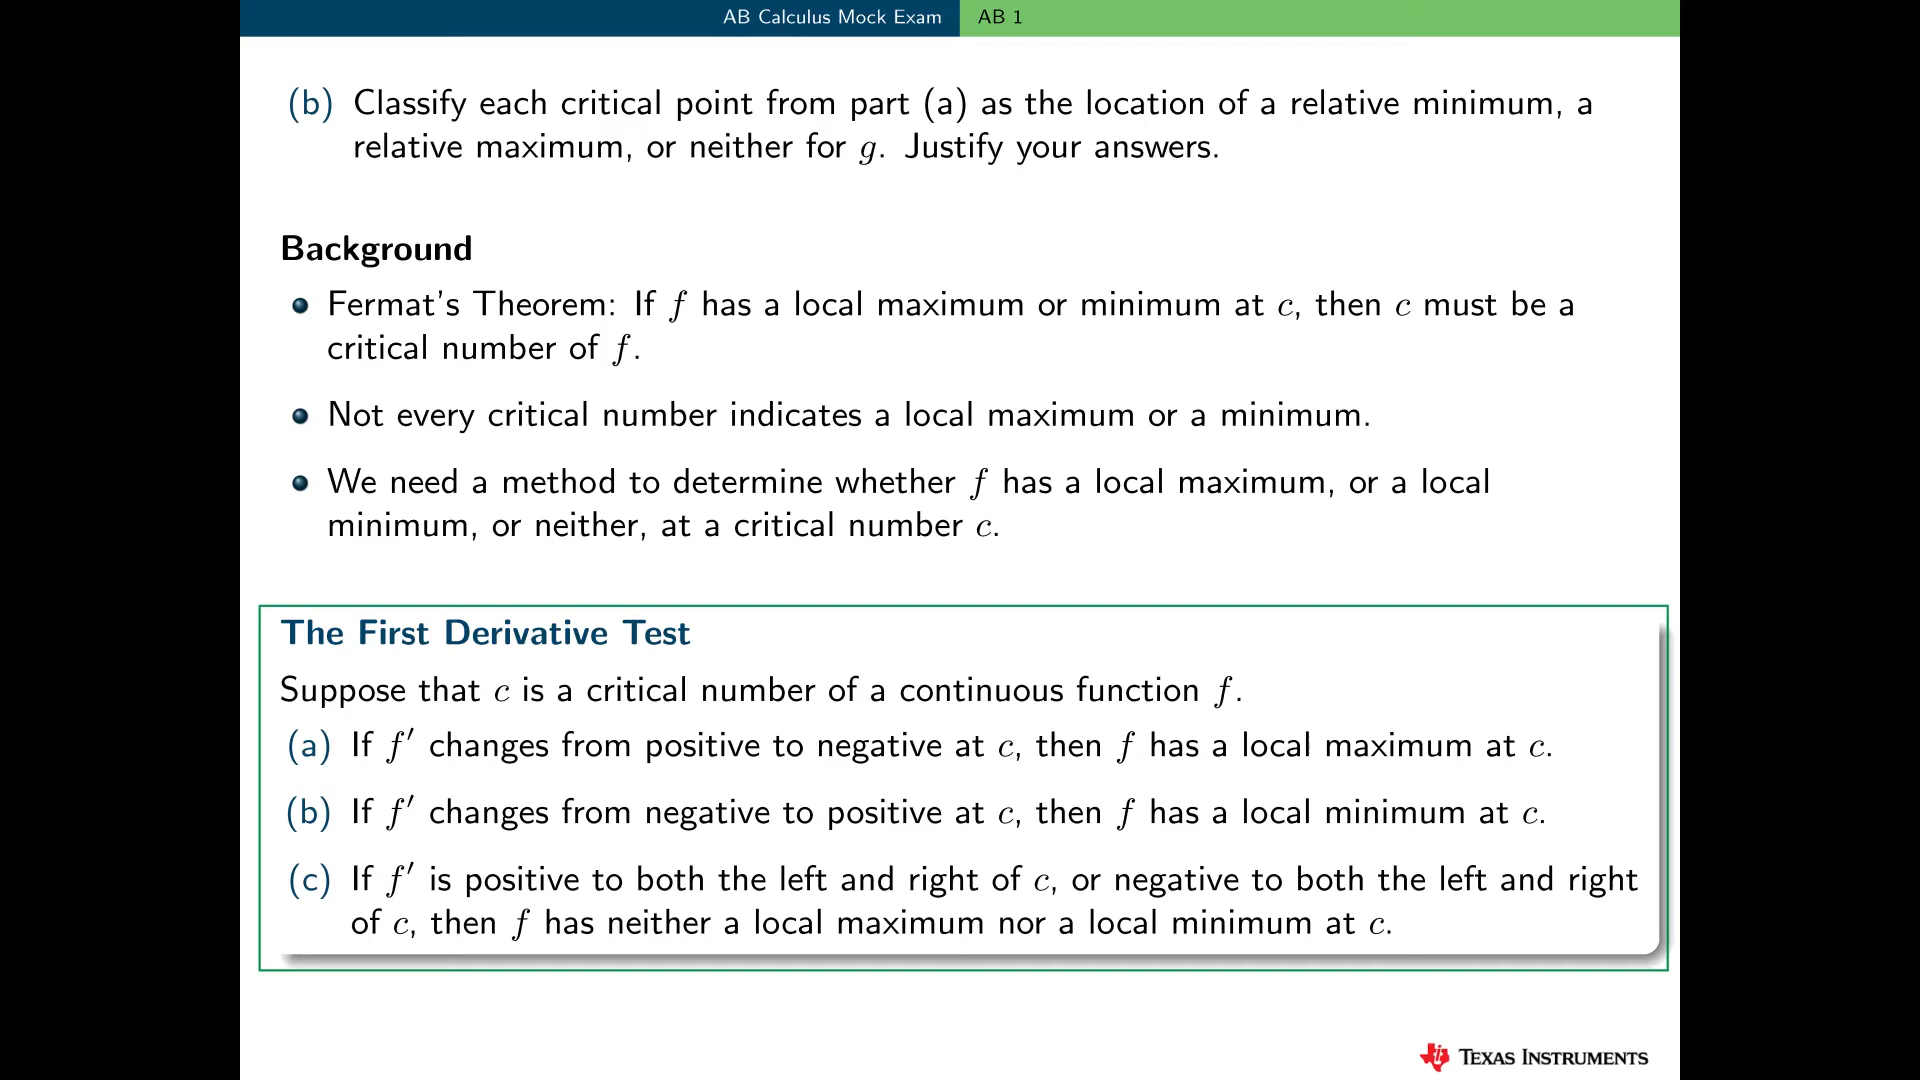 AB Calculus Mock Exam AB 1
(b) Classify each critical point from part (a) as the location of a relative minimum, a
relative maximum, or neither for g. Justify your answers.
Background
• Fermat's Theorem: If f has a local maximum or minimum at c, then c must be a
critical number of f.
• Not every critical number indicates a local maximum or a minimum.
• We need a method to determine whether f has a local maximum, or a local
minimum, or neither, at a critical number c.
The First Derivative Test
Suppose that c is a critical number of a continuous function f.
(a) If f′ changes from positive to negative at c, then f has a local maximum at c.
(b) If f′ changes from negative to positive at c, then f has a local minimum at c.
(c) If f′ is positive to both the left and right of c, or negative to both the left and right
of c, then f has neither a local maximum nor a local minimum at c.
TEXAS INSTRUMENTS